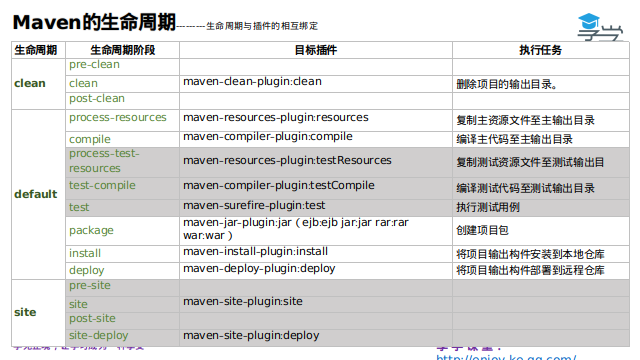 Maven的生命周期---------生命周期与插件的相互绑定
生命周期 生命周期阶段 目标插件 执行任务
clean
pre-clean
clean maven-clean-plugin:clean 删除项目的输出目录。
post-clean
default
process-resources maven-resources-plugin:resources 复制主资源文件至主输出目录
compile maven-compiler-plugin:compile 编译主代码至主输出目录
process-test-
resources maven-resources-plugin:testResources 复制测试资源文件至测试输出目
test-compile maven-compiler-plugin:testCompile 编译测试代码至测试输出目录
test maven-surefire-plugin:test 执行测试用例
package maven-jar-plugin:jar（ejb:ejb jar:jar rar:rar
war:war） 创建项目包
install maven-install-plugin:install 将项目输出构件安装到本地仓库
deploy maven-deploy-plugin:deploy 将项目输出构件部署到远程仓库
site
pre-site
site maven-site-plugin:site
post-site
site-deploy maven-site-plugin:deploy
http://enjoy.ke.qq.com/